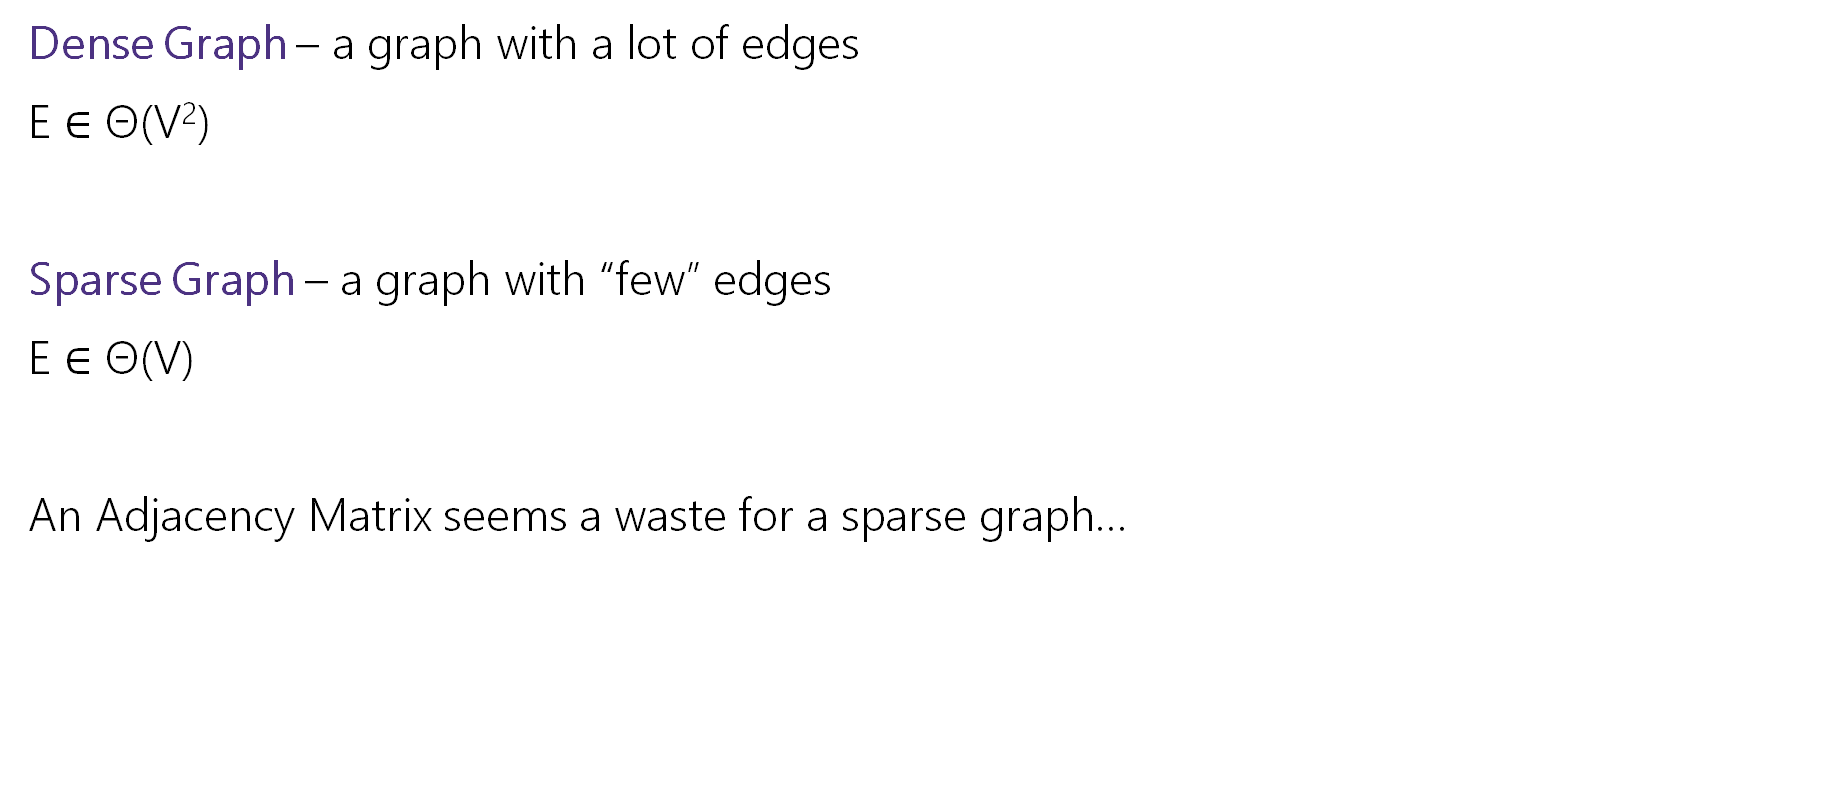 Dense Graph – a graph with a lot of edges
E ∈ Θ(V²)
Sparse Graph – a graph with “few” edges
E ∈ Θ(V)
An Adjacency Matrix seems a waste for a sparse graph…